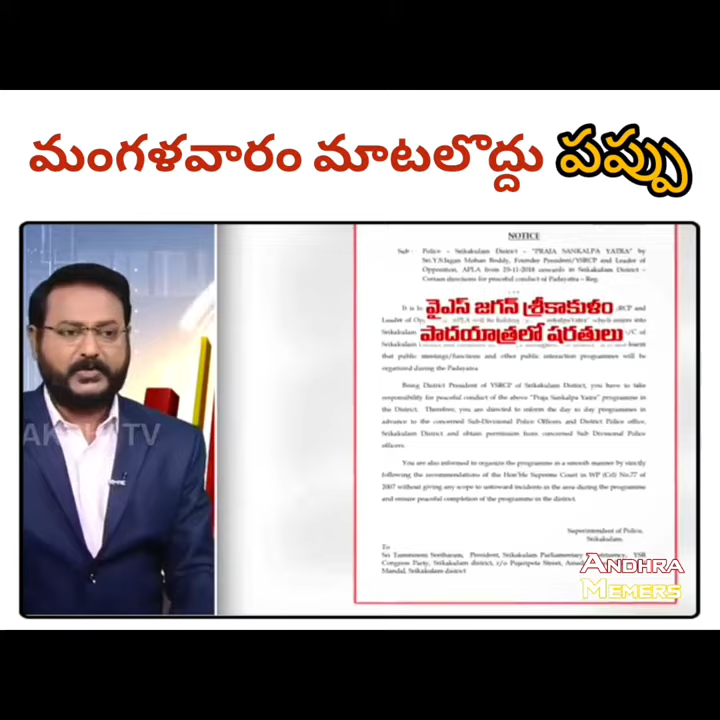 మంగళవారం మాటలొద్దు పప్పు
NOTICE
Sub Police - Srikakulam District - "PRAJA SANKALPA YATRA" by
Sri.Y.S.Jagan Mohan Reddy, Founder President/YSRCP and Leader of
Opposition, APLA from 25-11-2018 onwards in Srikakulam District -
Certain directions for peaceful conduct of Padayatra - Reg.
It is
వైఎస్ జగన్ శ్రీకాకుళం
పాదయాత్రలో షరతులు
that public meetings/functions and other public interaction programmes will be
organized during the Padayatra.
Being District President of YSRCP of Srikakulam District, you have to take
responsibility for peaceful conduct of the above "Praja Sankalpa Yatra" programme in
the District. Therefore, you are directed to inform the day to day programmes in
advance to the concerned Sub-Divisional Police Officers and District Police office,
Srikakulam District and obtain permission from concerned Sub Divisional Police
officers.
You are also informed to organize the programme in a smooth manner by strictly
following the recommendations of the Hon'ble Supreme Court in WP (Crl) No.77 of
2007 without giving any scope to untoward incidents in the area during the programme
and ensure peaceful completion of the programme in the district.
Superintendent of Police,
Srikakulam.
To
Sri Tammineni Seetharam, President, Srikakulam Parliamentary YSR
Congress Party, Srikakulam district, r/o Pujaripeta Street,
Mandal, Srikakulam district
TV
ANDHRA
MEMERS